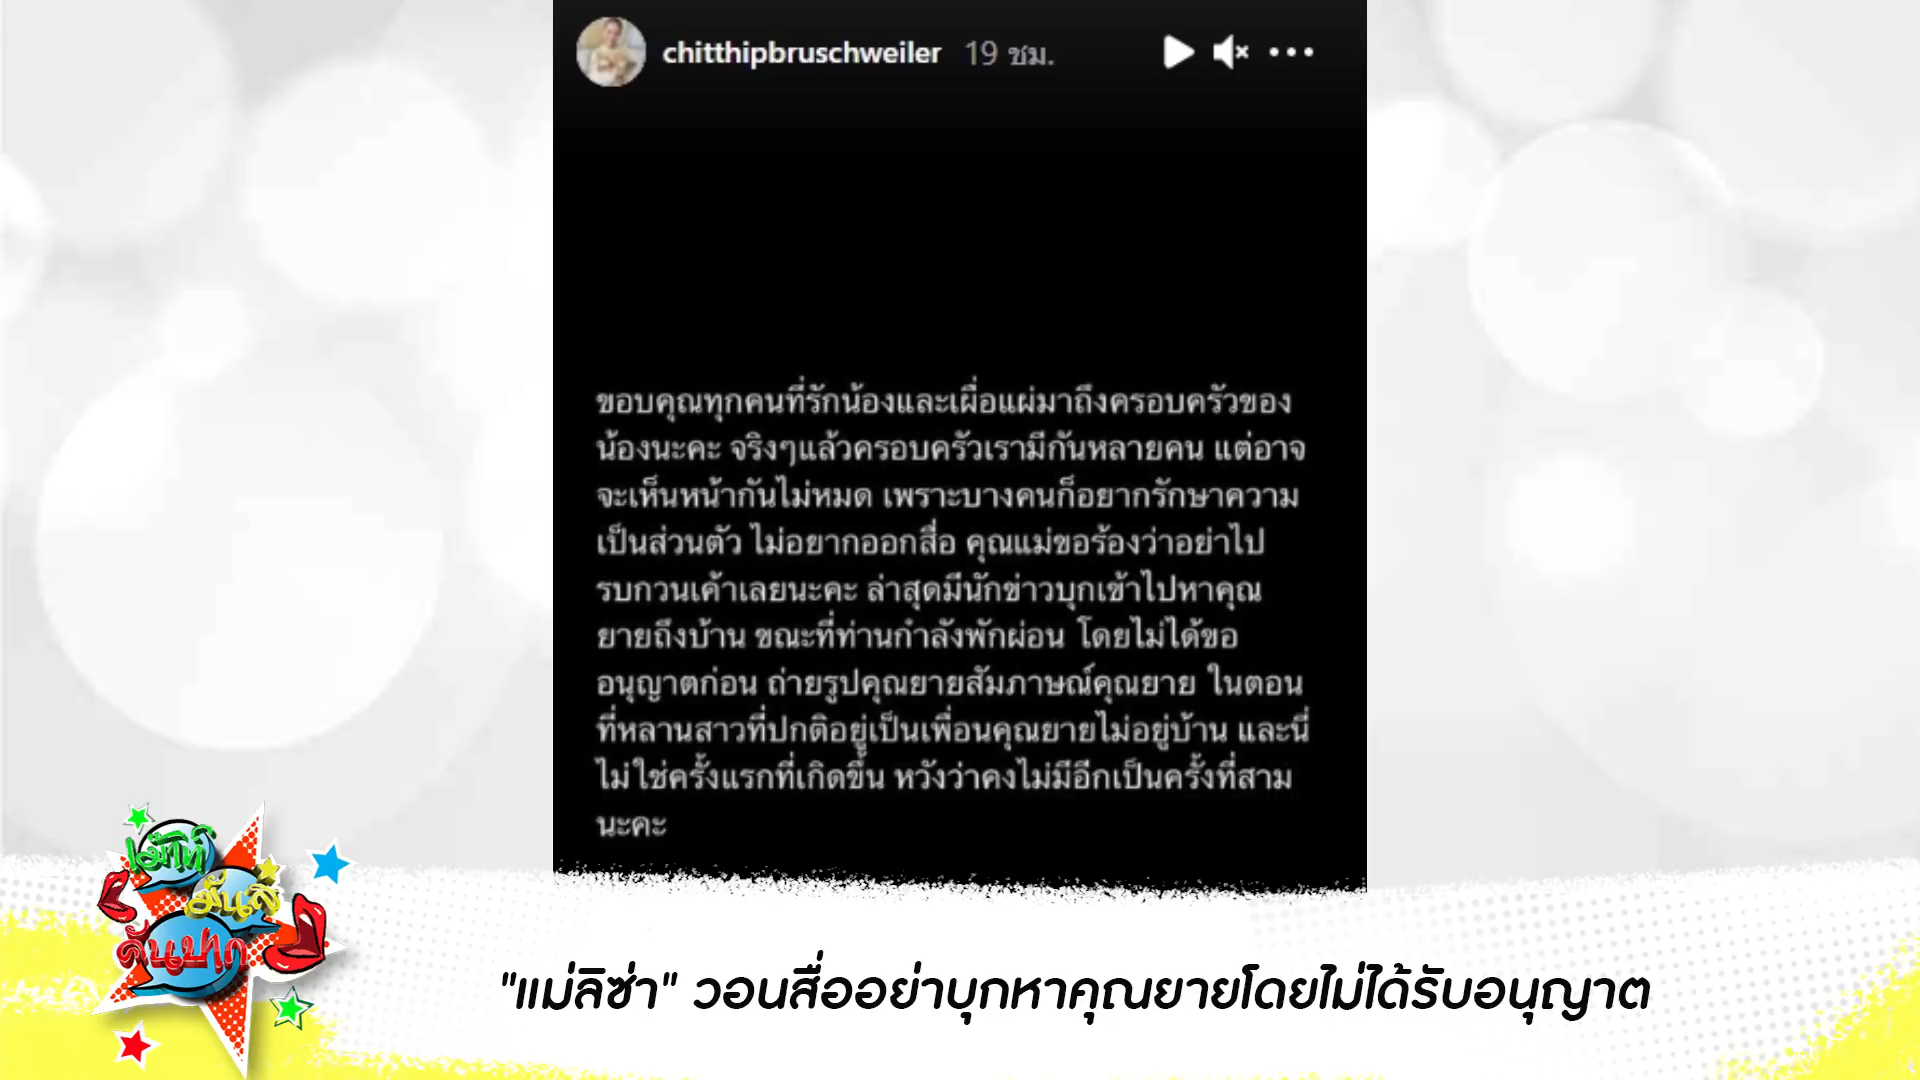 chitthipbruschweiler 19 ชม.
ขอบคุณทุกคนที่รักน้องและเผื่อแผ่มาถึงครอบครัวของ
น้องนะคะ จริงๆแล้วครอบครัวเรามีกันหลายคน แต่อาจ
จะเห็นหน้ากันไม่หมด เพราะบางคนก็อยากรักษาความ
เป็นส่วนตัว ไม่อยากออกสื่อ คุณแม่ขอร้องว่าอย่าไป
รบกวนเค้าเลยนะคะ ล่าสุดมีนักข่าวบุกเข้าไปหาคุณ
ยายถึงบ้าน ขณะที่ท่านกำลังพักผ่อน โดยไม่ได้ขอ
อนุญาตก่อน ถ่ายรูปคุณยายสัมภาษณ์คุณยาย ในตอน
ที่หลานสาวที่ปกติอยู่เป็นเพื่อนคุณยายไม่อยู่บ้าน และนี่
ไม่ใช่ครั้งแรกที่เกิดขึ้น หวังว่าคงไม่มีอีกเป็นครั้งที่สาม
นะคะ
เม้าท์
มันส์
คันปาก
"แม่ลิซ่า" วอนสื่ออย่าบุกหาคุณยายโดยไม่ได้รับอนุญาต